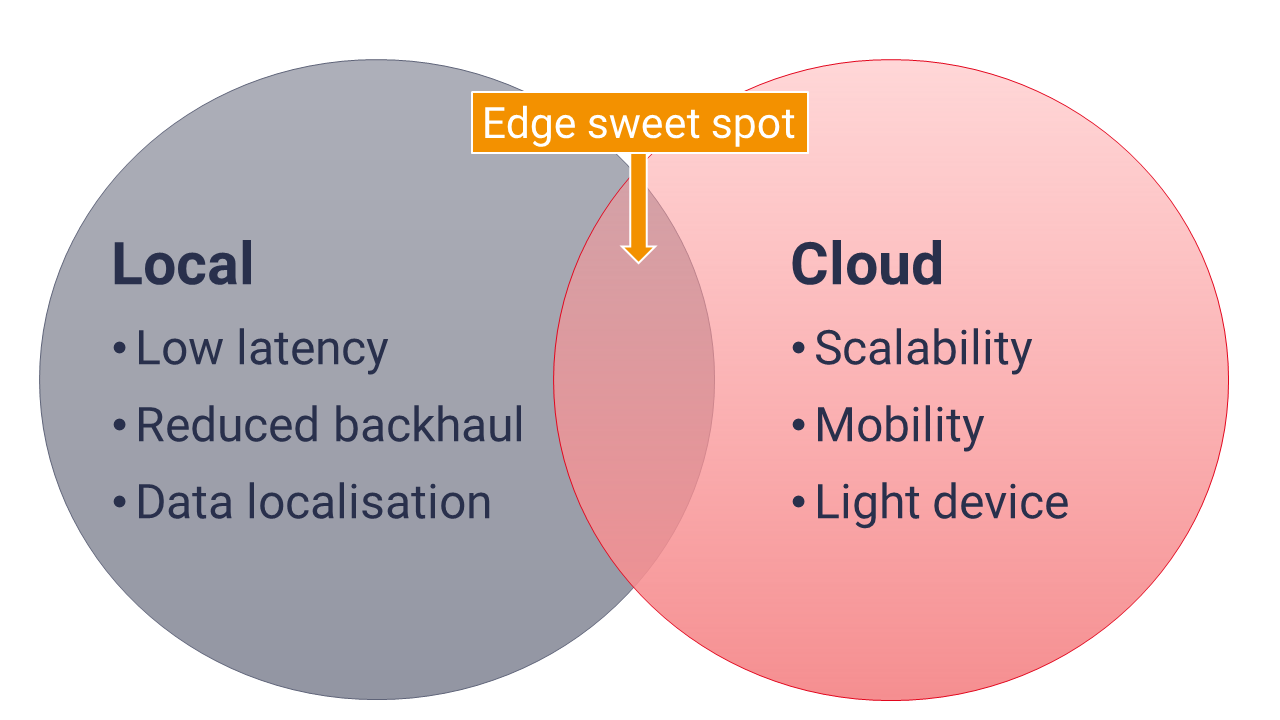 Edge sweet spot
Local
• Low latency
• Reduced backhaul
• Data localisation
Cloud
• Scalability
• Mobility
• Light device